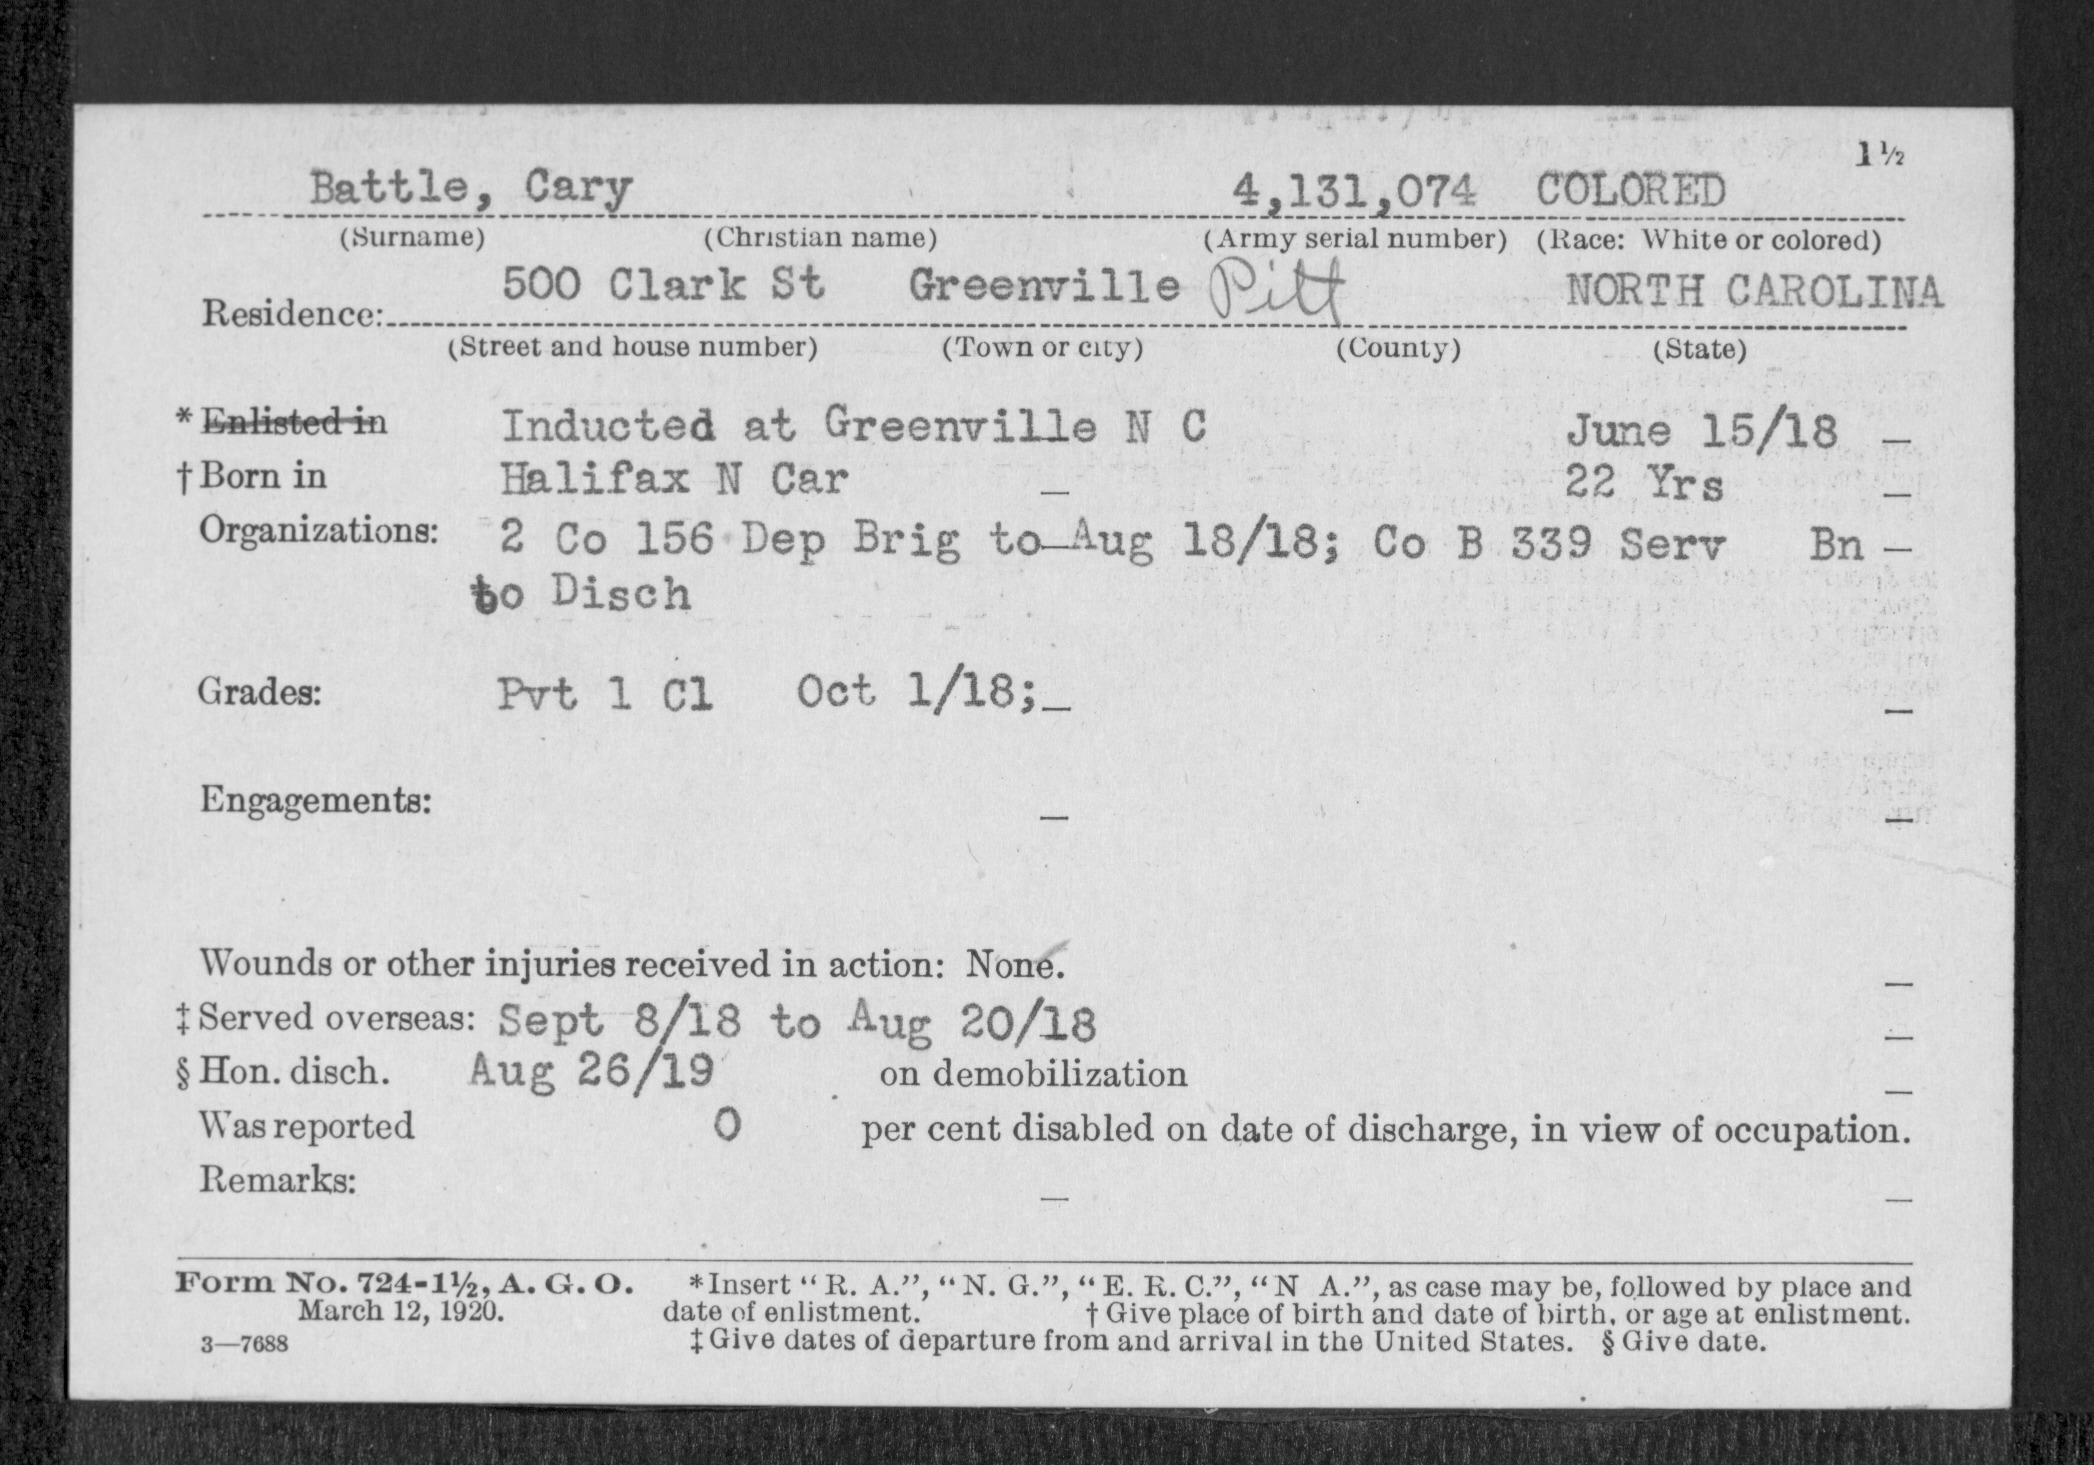 1½
Battle, Cary 4,131,074 COLORED
(Surname) (Christian name) (Army serial number) (Race: White or colored)
Residence: 500 Clark St Greenville Pitt NORTH CAROLINA
(Street and house number) (Town or city) (County) (State)
* Enlisted in Inducted at Greenville N C June 15/18 –
† Born in Halifax N Car – 22 Yrs –
Organizations: 2 Co 156 Dep Brig to–Aug 18/18; Co B 339 Serv Bn –
to Disch
Grades: Pvt 1 Cl Oct 1/18; – –
Engagements: – –
Wounds or other injuries received in action: None. –
‡ Served overseas: Sept 8/18 to Aug 20/18 –
§ Hon. disch. Aug 26/19 on demobilization –
Was reported 0 per cent disabled on date of discharge, in view of occupation.
Remarks: – –
Form No. 724-1½, A. G. O. *Insert "R. A.", "N. G.", "E. R. C.", "N A.", as case may be, followed by place and
March 12, 1920. date of enlistment. † Give place of birth and date of birth, or age at enlistment.
3—7688 ‡ Give dates of departure from and arrival in the United States. § Give date.